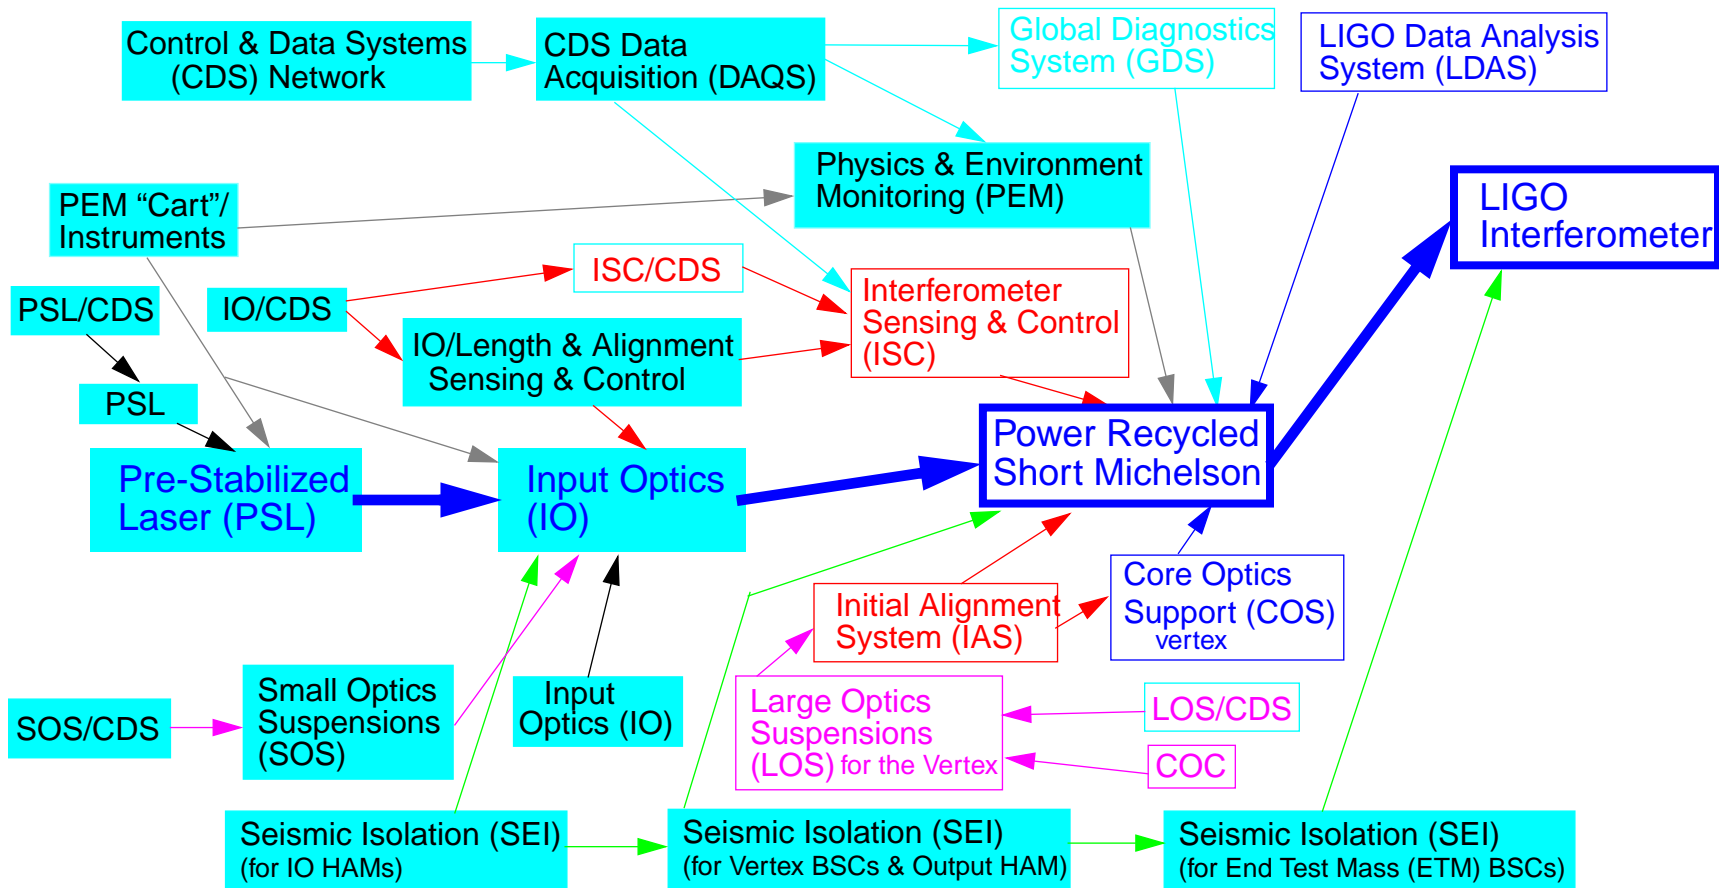 Control & Data Systems
(CDS) Network
CDS Data
Acquisition (DAQS)
Global Diagnostics
System (GDS)
LIGO Data Analysis
System (LDAS)
Physics & Environment
Monitoring (PEM)
LIGO
Interferometer
PEM “Cart”/
Instruments
ISC/CDS
PSL/CDS
IO/CDS
Interferometer
Sensing & Control
(ISC)
IO/Length & Alignment
Sensing & Control
PSL
Pre-Stabilized
Laser (PSL)
Input Optics
(IO)
Power Recycled
Short Michelson
Core Optics
Support (COS)
vertex
Initial Alignment
System (IAS)
SOS/CDS
Small Optics
Suspensions
(SOS)
Input
Optics (IO)
Large Optics
Suspensions
(LOS) for the Vertex
LOS/CDS
COC
Seismic Isolation (SEI)
(for IO HAMs)
Seismic Isolation (SEI)
(for Vertex BSCs & Output HAM)
Seismic Isolation (SEI)
(for End Test Mass (ETM) BSCs)